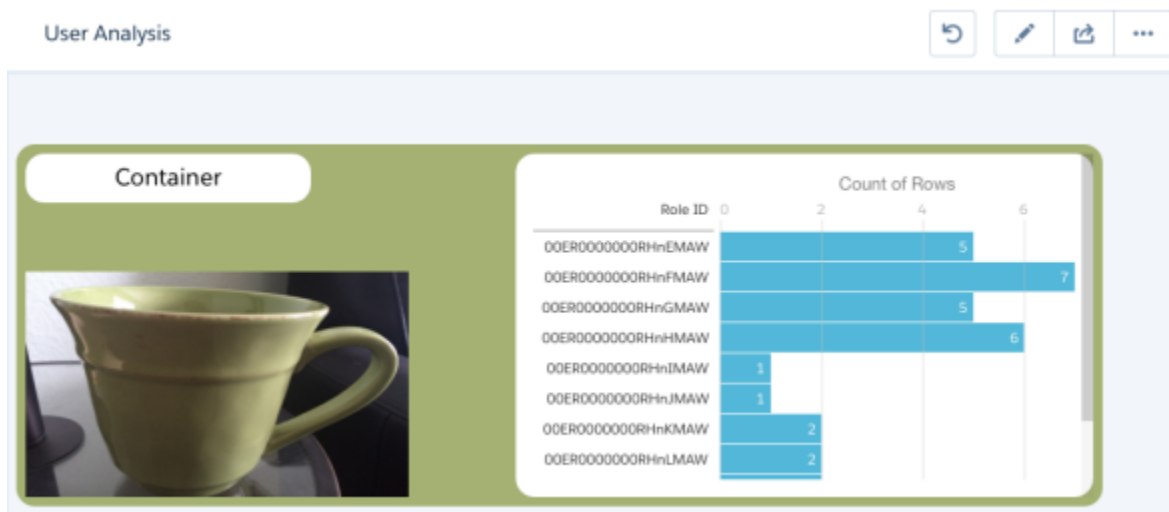 User Analysis
Container
Count of Rows
Role ID 0 2 4 6
00ER0000000RHnEMAW 5
00ER0000000RHnFMAW 7
00ER0000000RHnGMAW 5
00ER0000000RHnHMAW 6
00ER0000000RHnIMAW 1
00ER0000000RHnJMAW 1
00ER0000000RHnKMAW 2
00ER0000000RHnLMAW 2